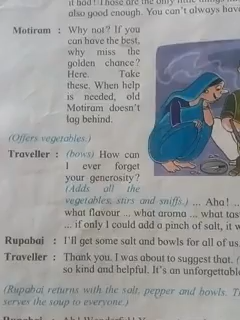 it had! Those are the only little things
also good enough. You can't always have
Motiram : Why not? If you
can have the best,
why miss the
golden chance?
Here. Take
these. When help
is needed, old
Motiram doesn't
lag behind.
(Offers vegetables.)
Traveller : (bows) How can
I ever forget
your generosity?
(Adds all the
vegetables, stirs and sniffs.) ... Aha! ...
what flavour ... what aroma ... what tas
... if only I could add a pinch of salt, it w
Rupabai : I'll get some salt and bowls for all of us.
Traveller : Thank you. I was about to suggest that. (
so kind and helpful. It's an unforgettabl
(Rupabai returns with the salt, pepper and bowls. T
serves the soup to everyone.)